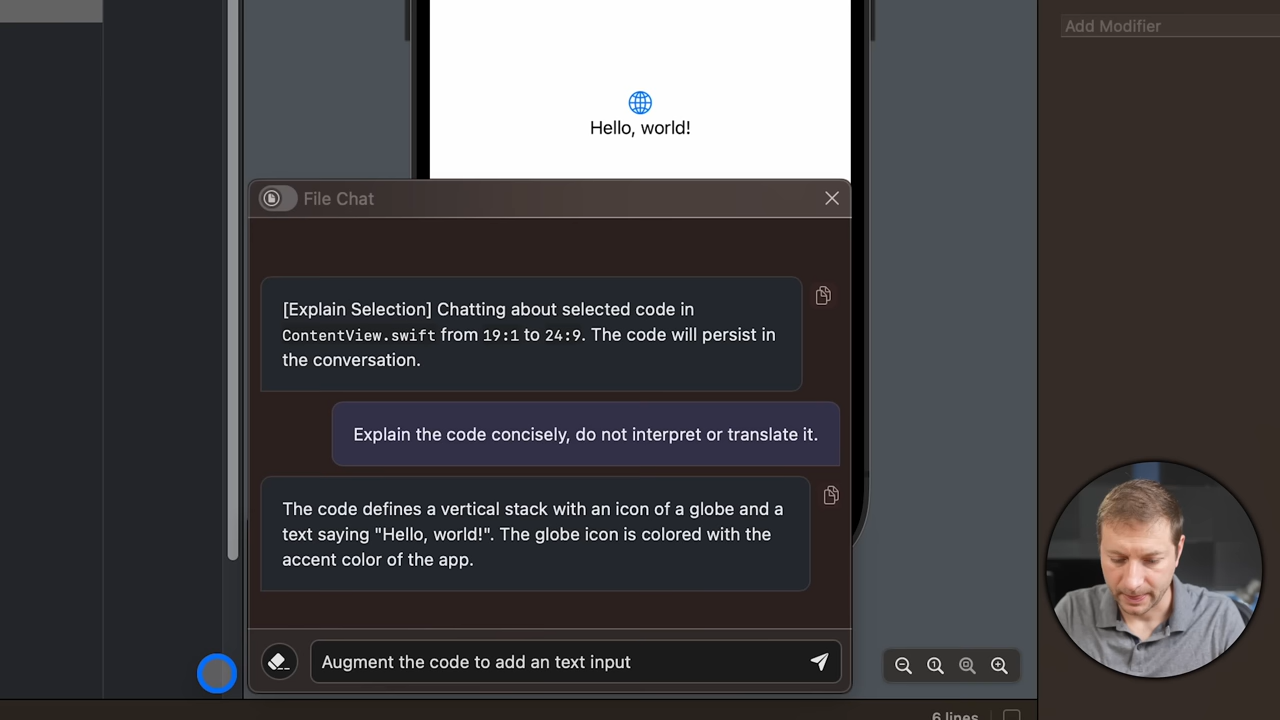 Add Modifier
Hello, world!
File Chat
[Explain Selection] Chatting about selected code in
ContentView.swift from 19:1 to 24:9. The code will persist in
the conversation.
Explain the code concisely, do not interpret or translate it.
The code defines a vertical stack with an icon of a globe and a
text saying "Hello, world!". The globe icon is colored with the
accent color of the app.
Augment the code to add an text input
6 lines